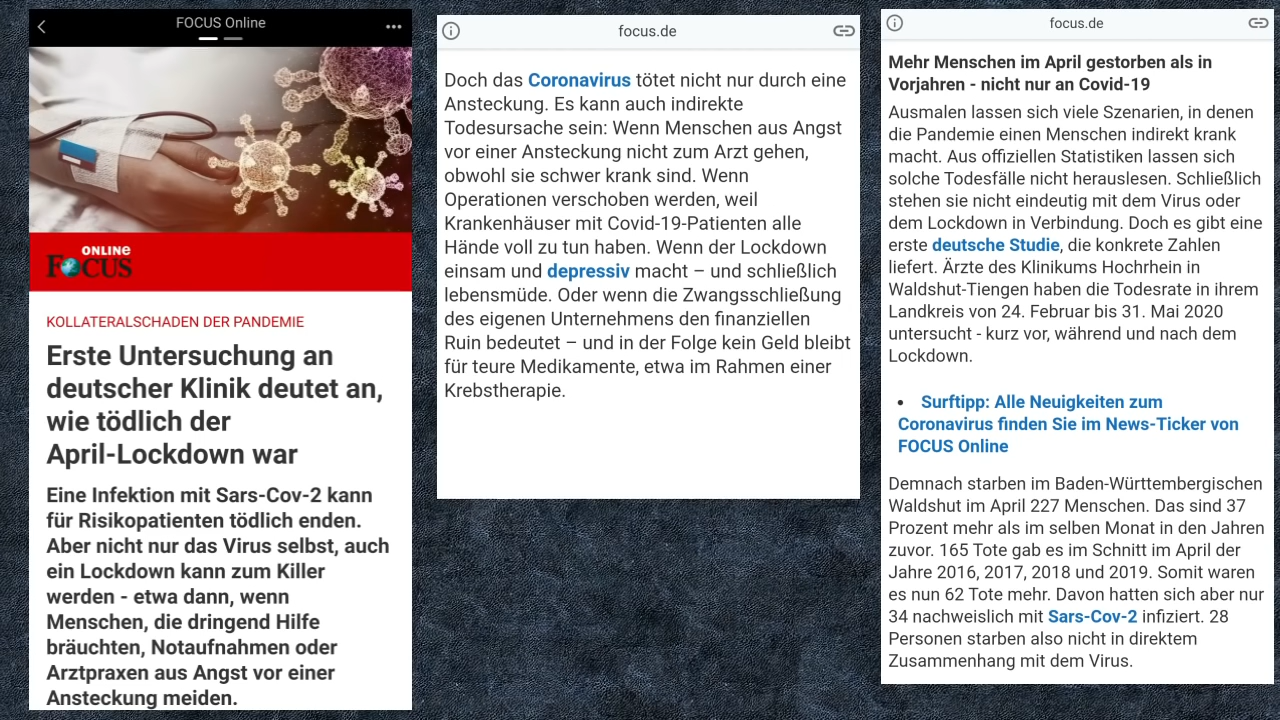 FOCUS Online
ONLINE
FOCUS
KOLLATERALSCHADEN DER PANDEMIE
Erste Untersuchung an
deutscher Klinik deutet an,
wie tödlich der
April-Lockdown war
Eine Infektion mit Sars-Cov-2 kann
für Risikopatienten tödlich enden.
Aber nicht nur das Virus selbst, auch
ein Lockdown kann zum Killer
werden - etwa dann, wenn
Menschen, die dringend Hilfe
bräuchten, Notaufnahmen oder
Arztpraxen aus Angst vor einer
Ansteckung meiden.
focus.de
Doch das Coronavirus tötet nicht nur durch eine
Ansteckung. Es kann auch indirekte
Todesursache sein: Wenn Menschen aus Angst
vor einer Ansteckung nicht zum Arzt gehen,
obwohl sie schwer krank sind. Wenn
Operationen verschoben werden, weil
Krankenhäuser mit Covid-19-Patienten alle
Hände voll zu tun haben. Wenn der Lockdown
einsam und depressiv macht – und schließlich
lebensmüde. Oder wenn die Zwangsschließung
des eigenen Unternehmens den finanziellen
Ruin bedeutet – und in der Folge kein Geld bleibt
für teure Medikamente, etwa im Rahmen einer
Krebstherapie.
focus.de
Mehr Menschen im April gestorben als in
Vorjahren - nicht nur an Covid-19
Ausmalen lassen sich viele Szenarien, in denen
die Pandemie einen Menschen indirekt krank
macht. Aus offiziellen Statistiken lassen sich
solche Todesfälle nicht herauslesen. Schließlich
stehen sie nicht eindeutig mit dem Virus oder
dem Lockdown in Verbindung. Doch es gibt eine
erste deutsche Studie, die konkrete Zahlen
liefert. Ärzte des Klinikums Hochrhein in
Waldshut-Tiengen haben die Todesrate in ihrem
Landkreis von 24. Februar bis 31. Mai 2020
untersucht - kurz vor, während und nach dem
Lockdown.
• Surftipp: Alle Neuigkeiten zum
Coronavirus finden Sie im News-Ticker von
FOCUS Online
Demnach starben im Baden-Württembergischen
Waldshut im April 227 Menschen. Das sind 37
Prozent mehr als im selben Monat in den Jahren
zuvor. 165 Tote gab es im Schnitt im April der
Jahre 2016, 2017, 2018 und 2019. Somit waren
es nun 62 Tote mehr. Davon hatten sich aber nur
34 nachweislich mit Sars-Cov-2 infiziert. 28
Personen starben also nicht in direktem
Zusammenhang mit dem Virus.